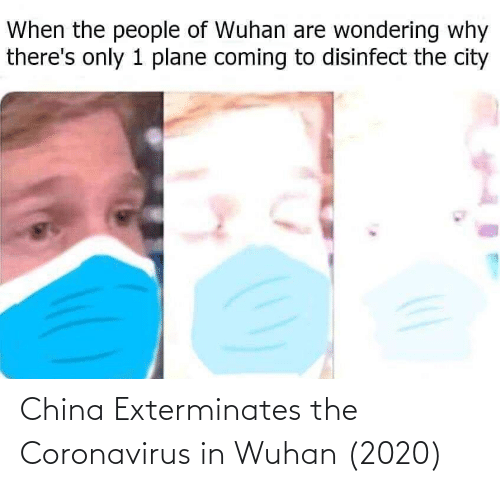 When the people of Wuhan are wondering why
there's only 1 plane coming to disinfect the city
China Exterminates the
Coronavirus in Wuhan (2020)